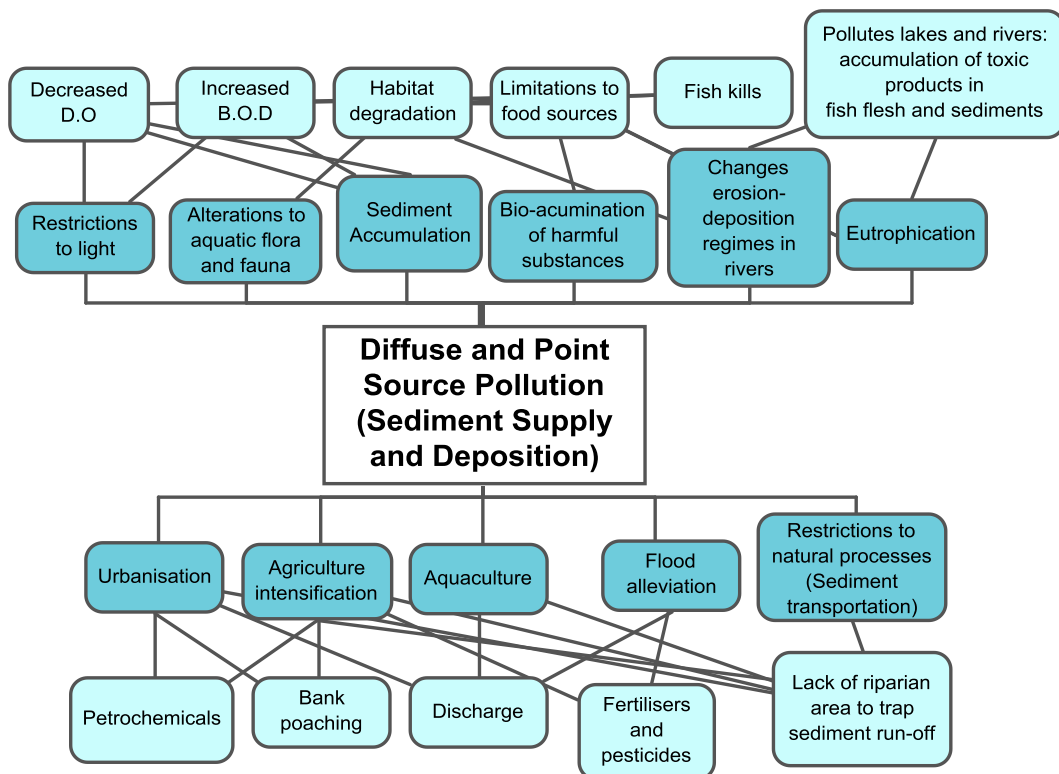 Decreased
D.O
Increased
B.O.D
Habitat
degradation
Limitations to
food sources
Fish kills
Pollutes lakes and rivers:
accumulation of toxic
products in
fish flesh and sediments
Restrictions
to light
Alterations to
aquatic flora
and fauna
Sediment
Accumulation
Bio-acumination
of harmful
substances
Changes
erosion-
deposition
regimes in
rivers
Eutrophication
Diffuse and Point
Source Pollution
(Sediment Supply
and Deposition)
Urbanisation
Agriculture
intensification
Aquaculture
Flood
alleviation
Restrictions to
natural processes
(Sediment
transportation)
Petrochemicals
Bank
poaching
Discharge
Fertilisers
and
pesticides
Lack of riparian
area to trap
sediment run-off